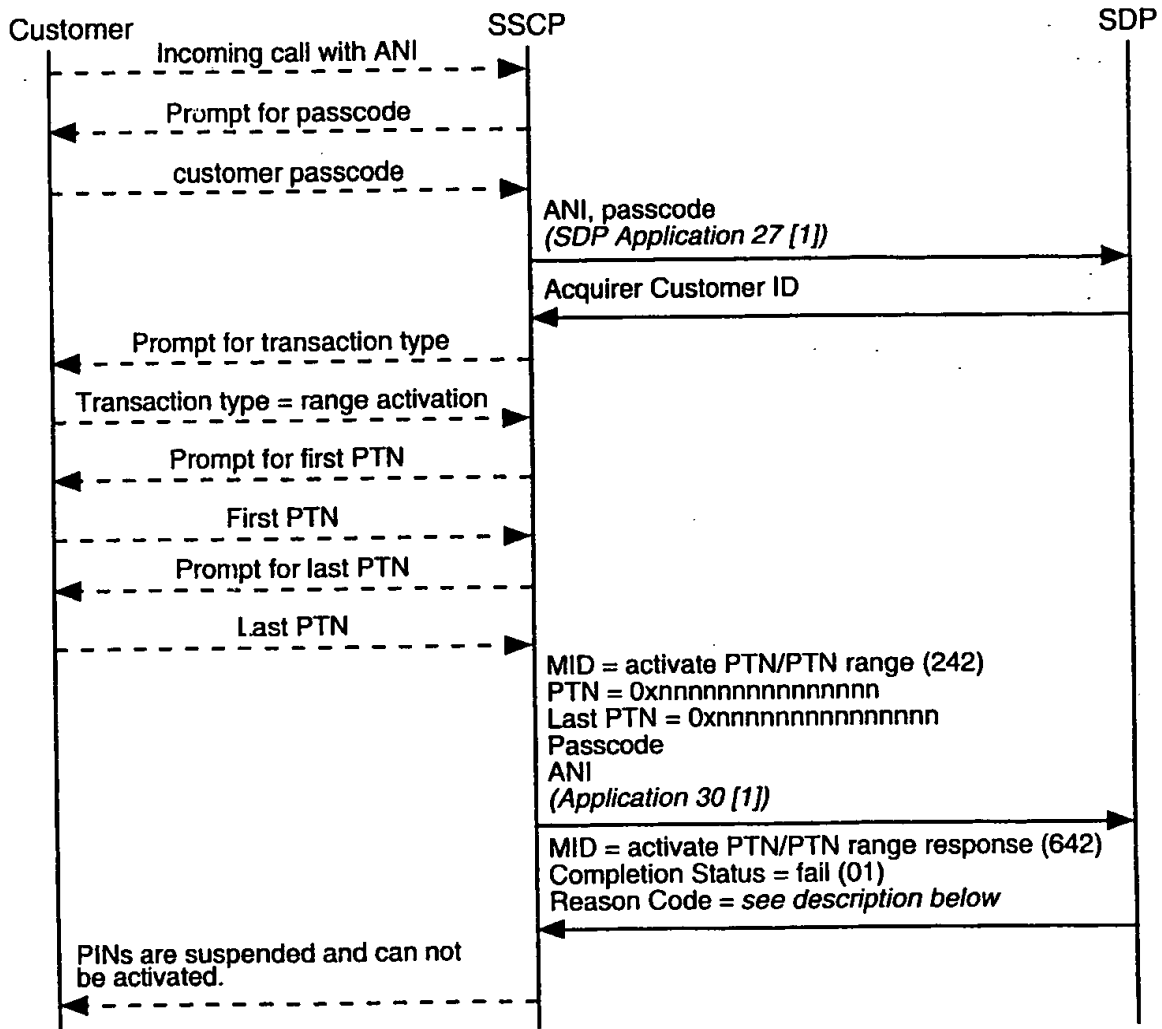 Customer
SSCP
SDP
Incoming call with ANI
Prompt for passcode
customer passcode
ANI, passcode
(SDP Application 27 [1])
Acquirer Customer ID
Prompt for transaction type
Transaction type = range activation
Prompt for first PTN
First PTN
Prompt for last PTN
Last PTN
MID = activate PTN/PTN range (242)
PTN = 0xnnnnnnnnnnnnnnnn
Last PTN = 0xnnnnnnnnnnnnnnnn
Passcode
ANI
(Application 30 [1])
MID = activate PTN/PTN range response (642)
Completion Status = fail (01)
Reason Code = see description below
PINs are suspended and can not
be activated.